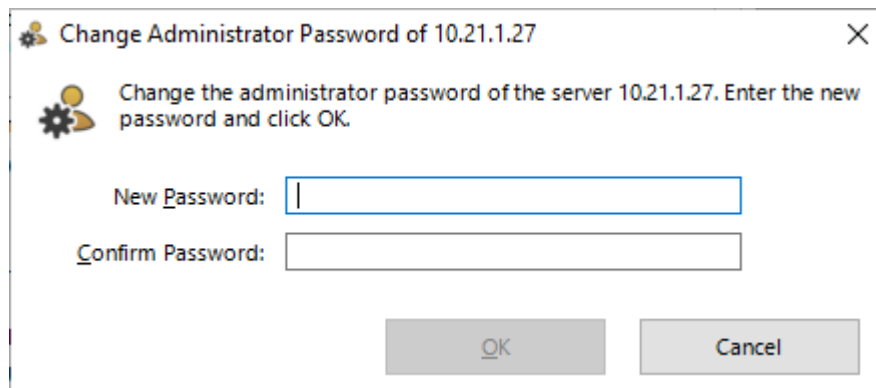 Change Administrator Password of 10.21.1.27
Change the administrator password of the server 10.21.1.27. Enter the new
password and click OK.
New Password:
Confirm Password:
OK
Cancel